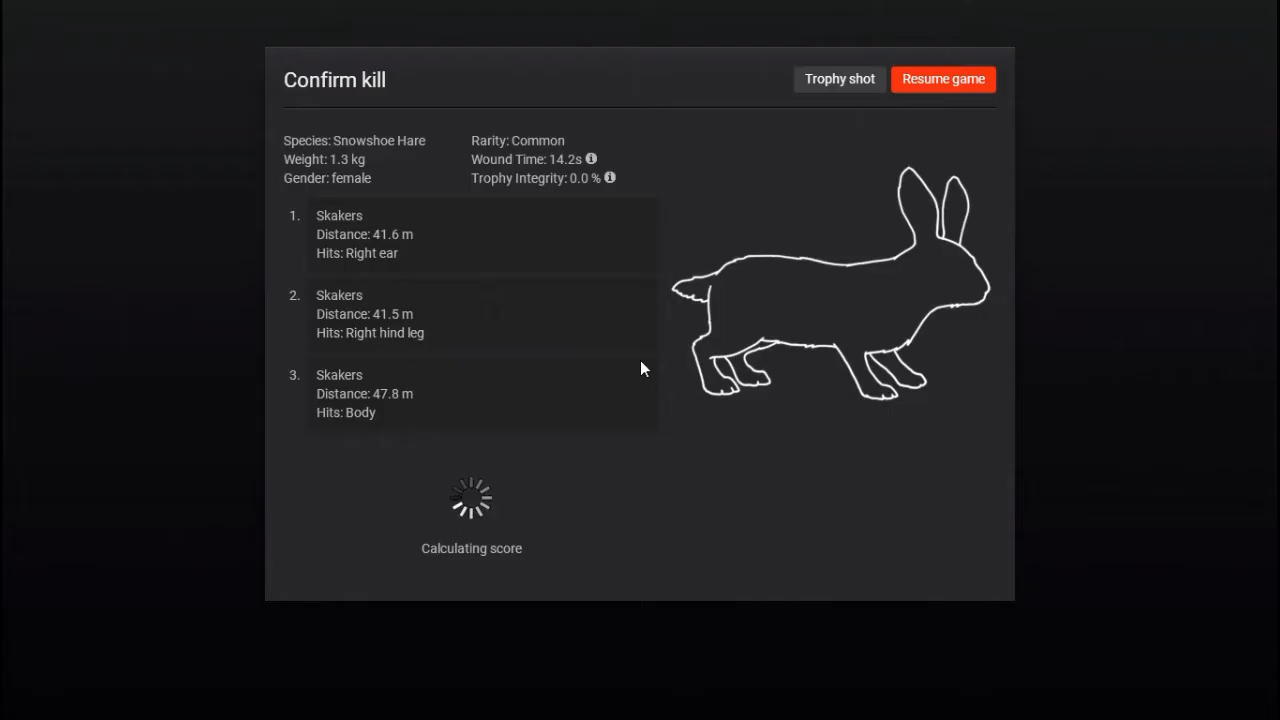 Confirm kill
Trophy shot
Resume game
Species: Snowshoe Hare
Weight: 1.3 kg
Gender: female
Rarity: Common
Wound Time: 14.2s
Trophy Integrity: 0.0 %
1. Skakers
Distance: 41.6 m
Hits: Right ear
2. Skakers
Distance: 41.5 m
Hits: Right hind leg
3. Skakers
Distance: 47.8 m
Hits: Body
Calculating score